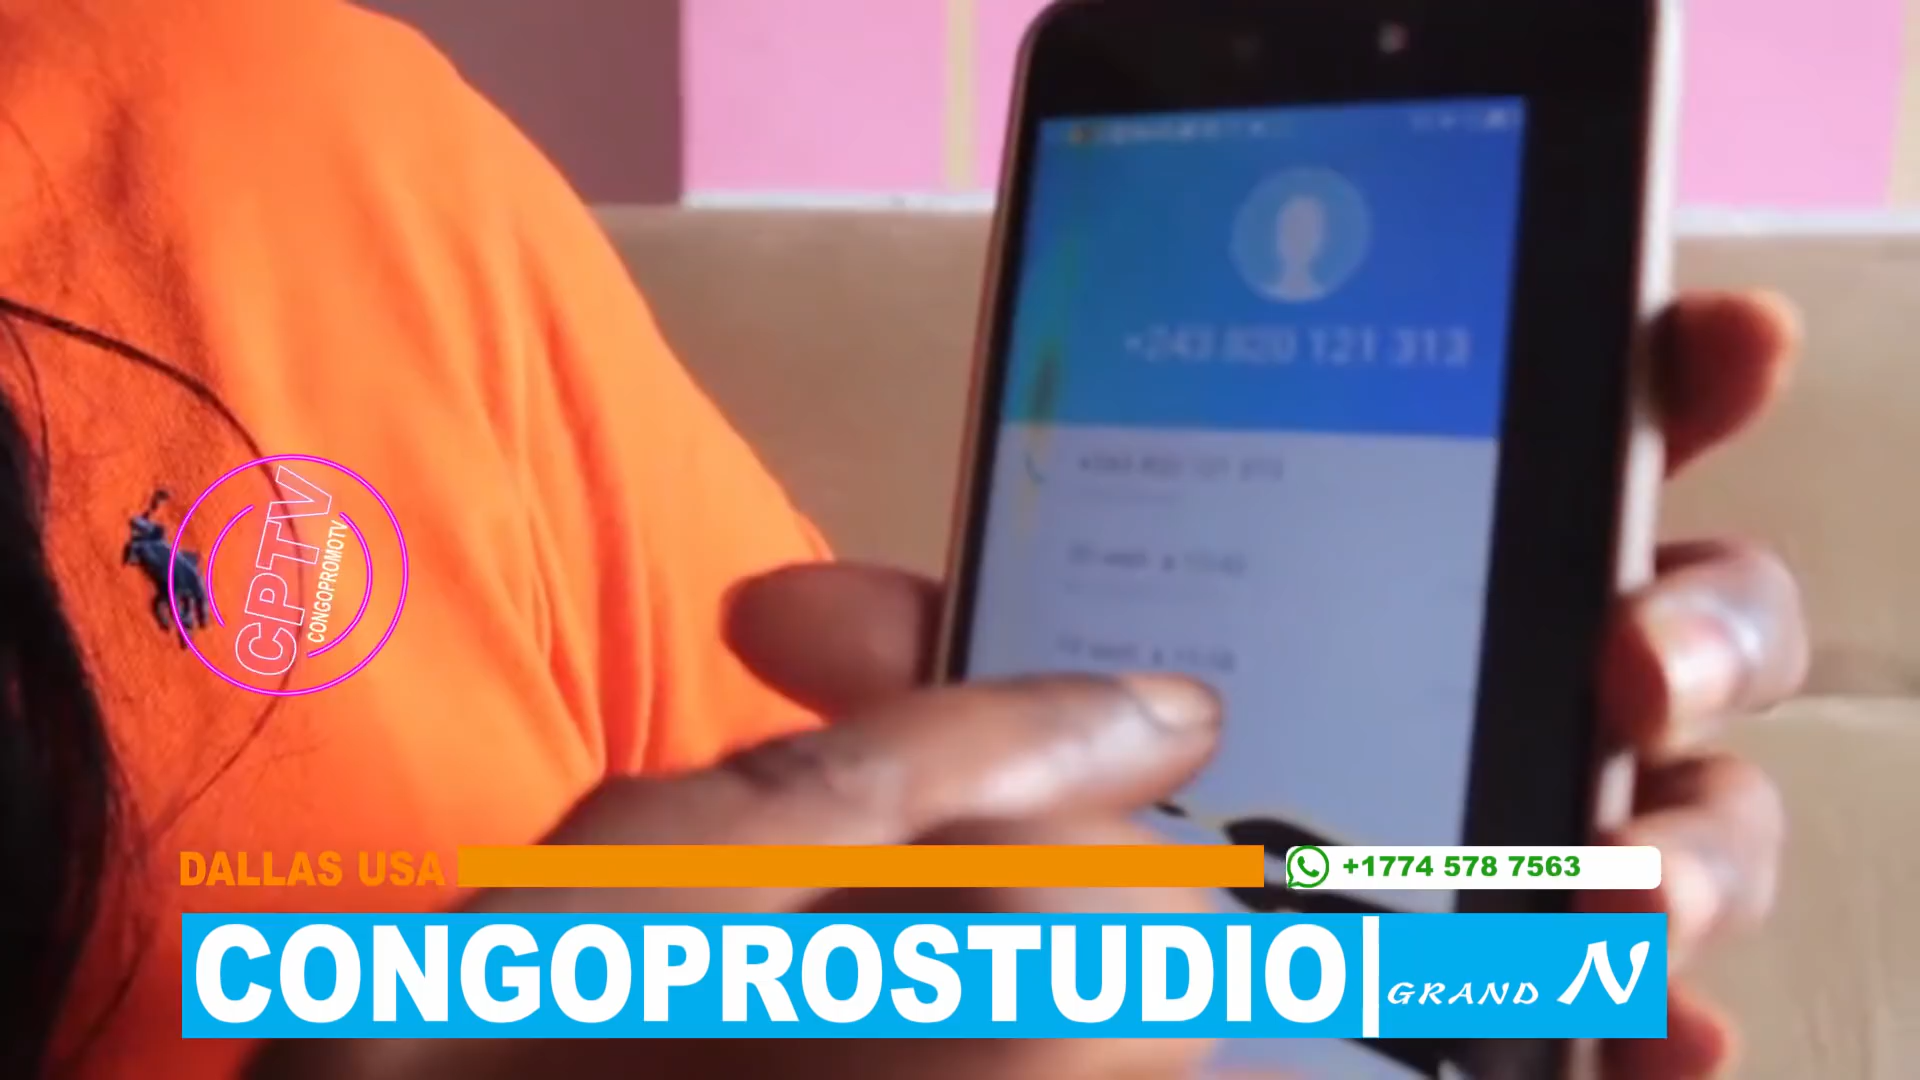 +243 820 121 313
CPTV
CONGOPROMOTV
DALLAS USA
+1774 578 7563
CONGOPROSTUDIO
GRAND N